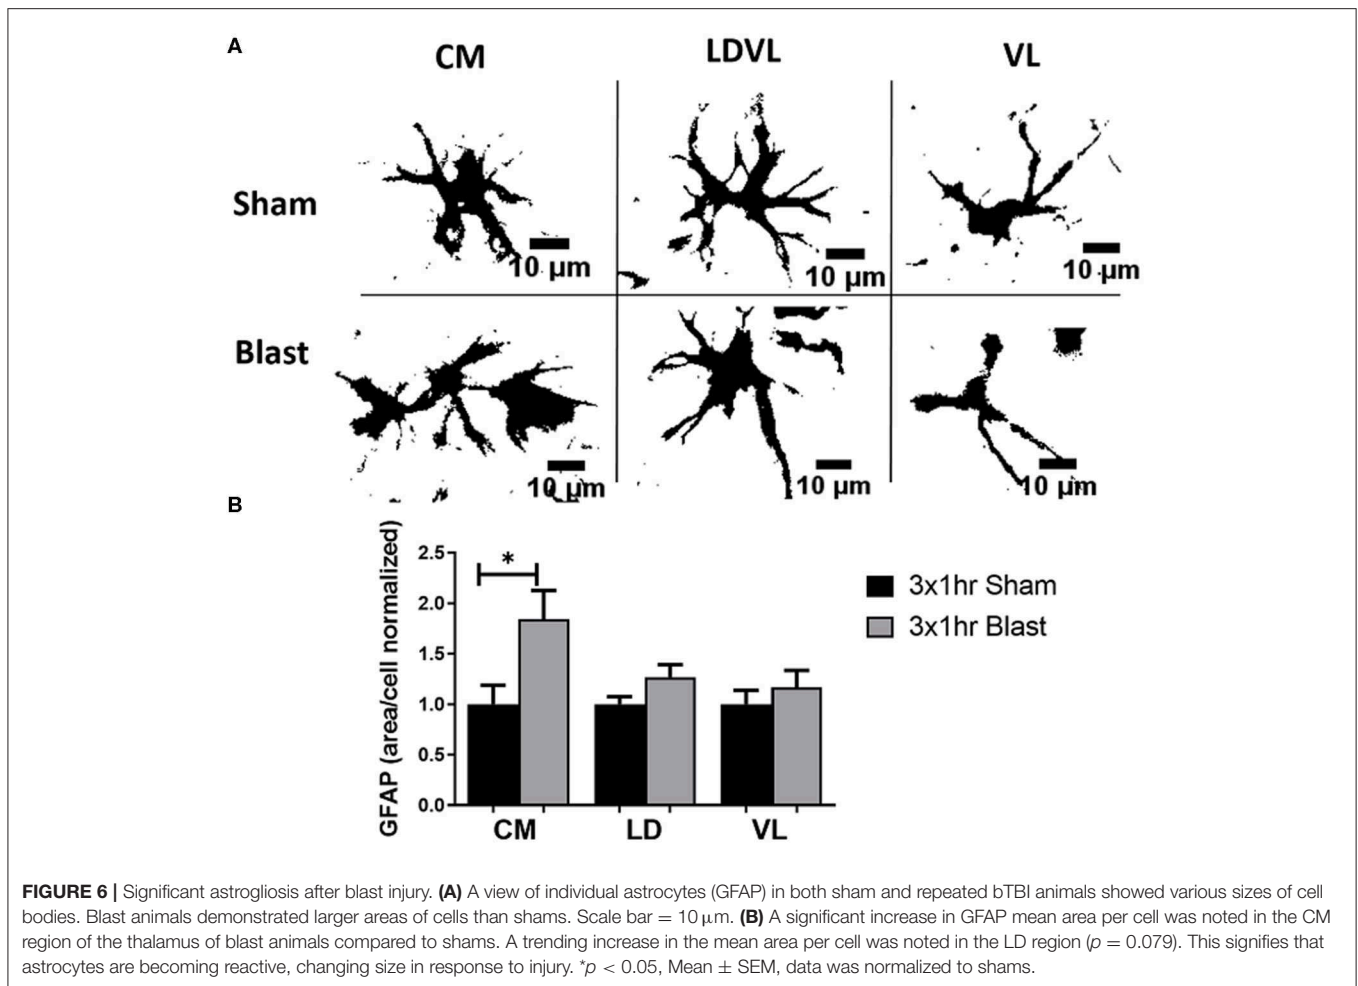 A
CM LDVL VL
Sham
10 µm 10 µm 10 µm
Blast
10 µm 10 µm 10 µm
B
GFAP (area/cell normalized)
2.5
*
2.0
1.5
1.0
0.5
0.0
CM LD VL
3x1hr Sham
3x1hr Blast
FIGURE 6 | Significant astrogliosis after blast injury. (A) A view of individual astrocytes (GFAP) in both sham and repeated bTBI animals showed various sizes of cell
bodies. Blast animals demonstrated larger areas of cells than shams. Scale bar = 10 µm. (B) A significant increase in GFAP mean area per cell was noted in the CM
region of the thalamus of blast animals compared to shams. A trending increase in the mean area per cell was noted in the LD region (p = 0.079). This signifies that
astrocytes are becoming reactive, changing size in response to injury. *p < 0.05, Mean ± SEM, data was normalized to shams.